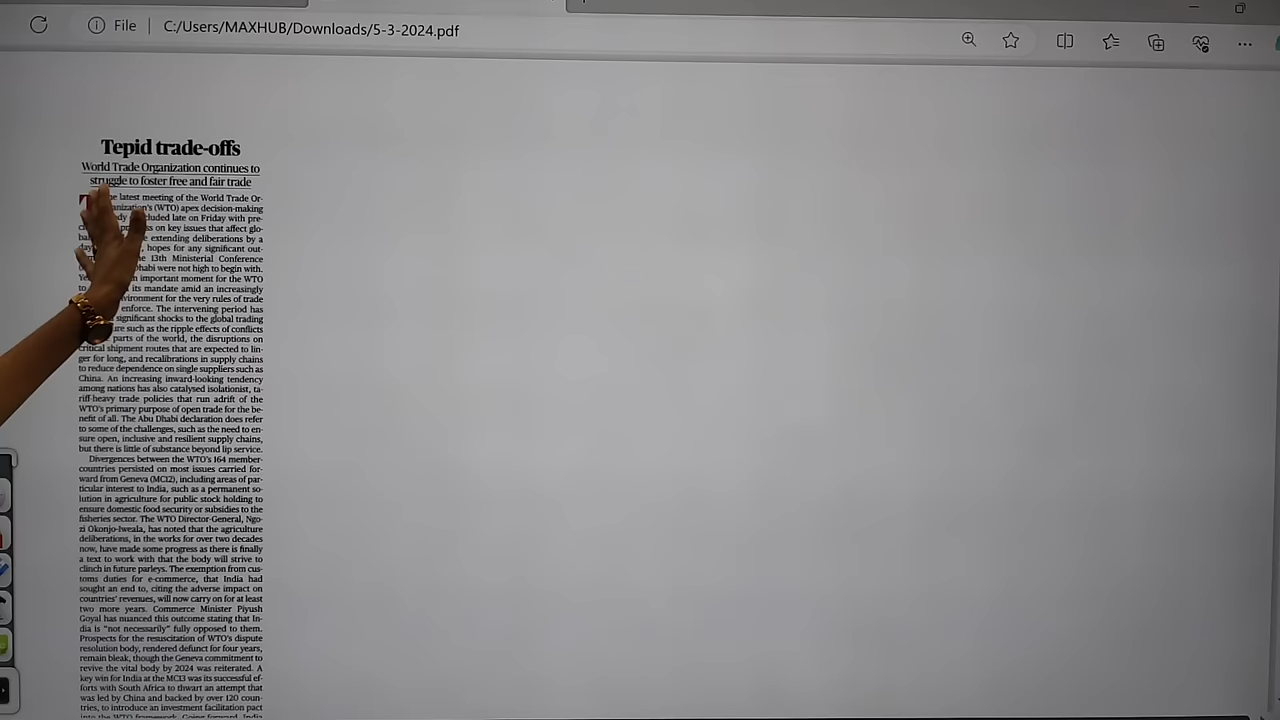 File
C:/Users/MAXHUB/Downloads/5-3-2024.pdf
Tepid trade-offs
World Trade Organization continues to
struggle to foster free and fair trade
latest meeting of the World Trade Or-
(WTO) apex decision-making
late on Friday with pre-
on key issues that affect glo-
extending deliberations by a
hopes for any significant out-
13th Ministerial Conference
were not high to begin with.
important moment for the WTO
its mandate amid an increasingly
for the very rules of trade
enforce. The intervening period has
significant shocks to the global trading
such as the ripple effects of conflicts
parts of the world, the disruptions on
critical shipment routes that are expected to lin-
ger for long, and recalibrations in supply chains
to reduce dependence on single suppliers such as
China. An increasing inward-looking tendency
among nations has also catalysed isolationist, ta-
riff-heavy trade policies that run adrift of the
WTO's primary purpose of open trade for the be-
nefit of all. The Abu Dhabi declaration does refer
to some of the challenges, such as the need to en-
sure open, inclusive and resilient supply chains,
but there is little of substance beyond lip service.
Divergences between the WTO's 164 member-
countries persisted on most issues carried for-
ward from Geneva (MC12), including areas of par-
ticular interest to India, such as a permanent so-
lution in agriculture for public stock holding to
ensure domestic food security or subsidies to the
fisheries sector. The WTO Director-General, Ngo-
zi Okonjo-Iweala, has noted that the agriculture
deliberations, in the works for over two decades
now, have made some progress as there is finally
a text to work with that the body will strive to
clinch in future parleys. The exemption from cus-
toms duties for e-commerce, that India had
sought an end to, citing the adverse impact on
countries' revenues, will now carry on for at least
two more years. Commerce Minister Piyush
Goyal has nuanced this outcome stating that In-
dia is "not necessarily" fully opposed to them.
Prospects for the resuscitation of WTO's dispute
resolution body, rendered defunct for four years,
remain bleak, though the Geneva commitment to
revive the vital body by 2024 was reiterated. A
key win for India at the MC13 was its successful ef-
forts with South Africa to thwart an attempt that
was led by China and backed by over 120 coun-
tries, to introduce an investment facilitation pact
into the WTO framework. Going forward, India